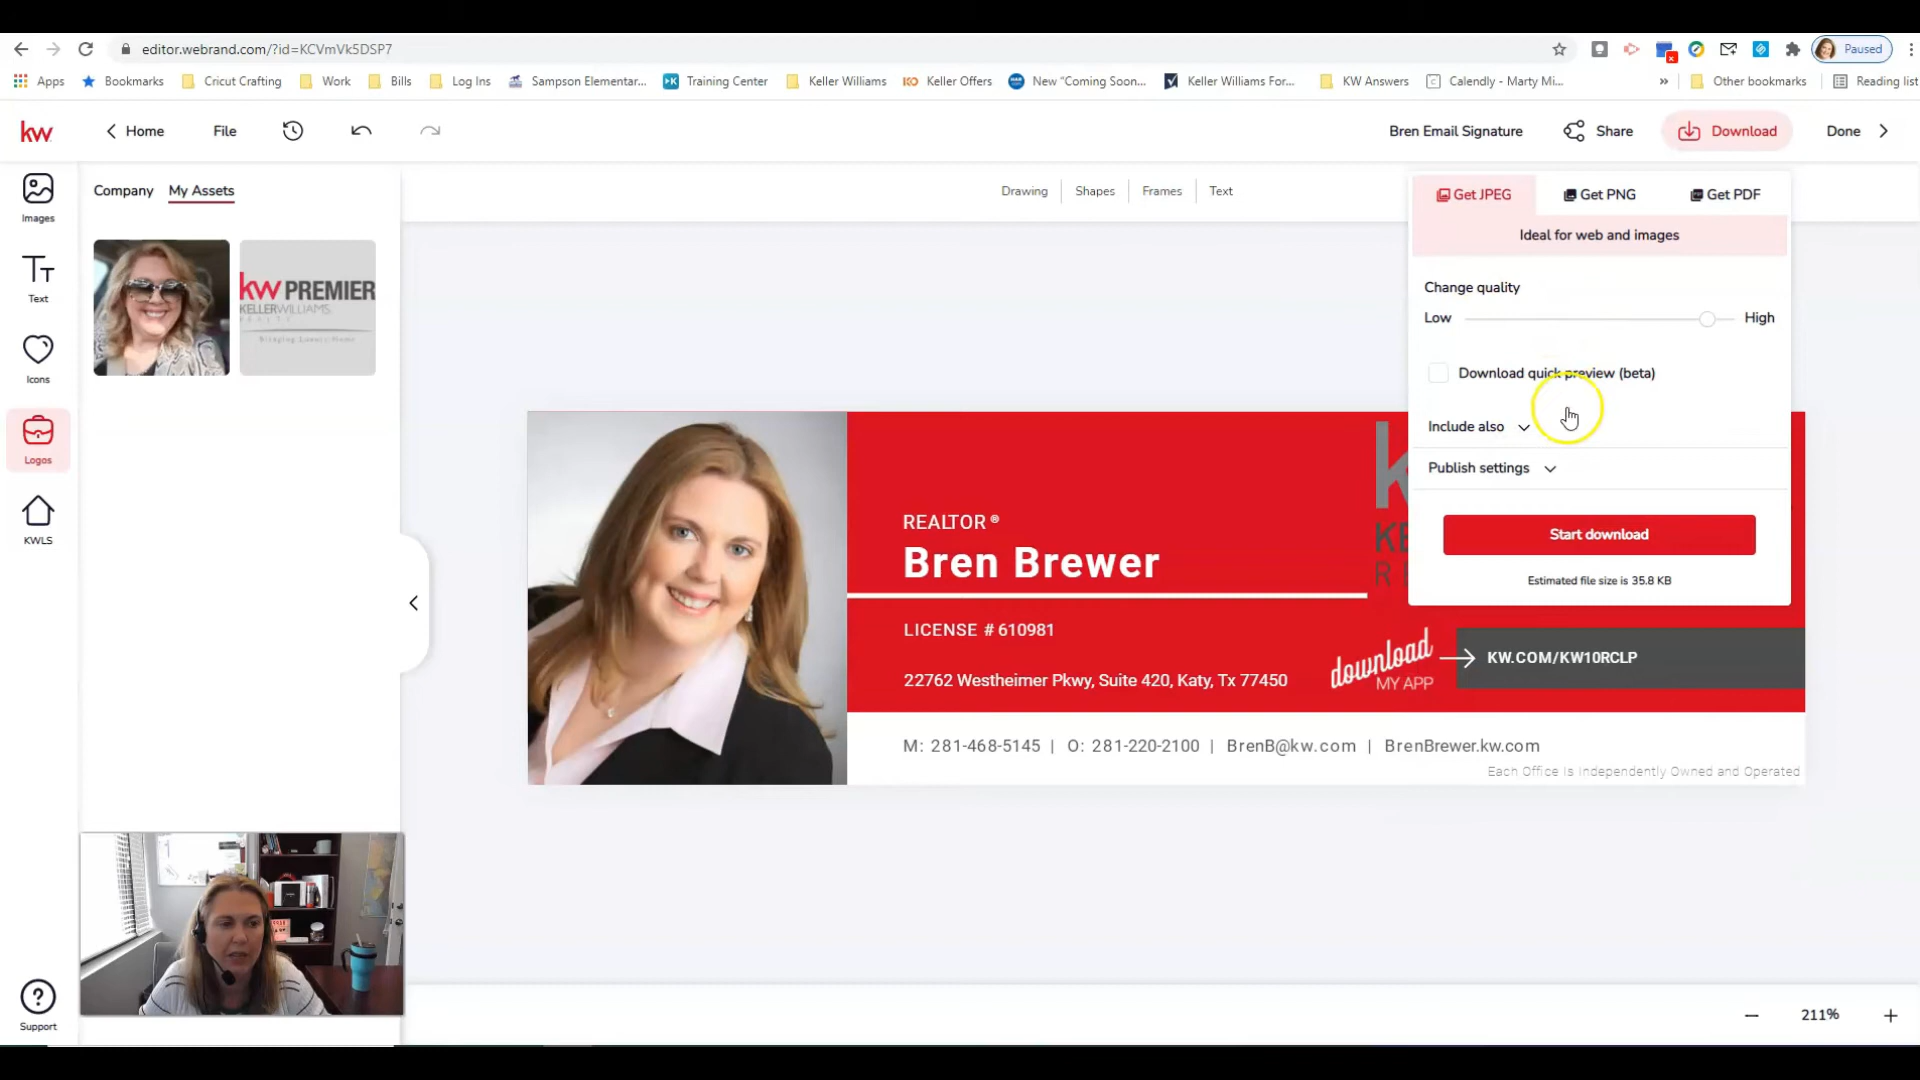 editor.webrand.com/?id=KCVmVk5DSP7
Paused
Apps Bookmarks Cricut Crafting Work Bills Log Ins Sampson Elementar... Training Center Keller Williams Keller Offers New "Coming Soon... Keller Williams For... KW Answers Calendly - Marty Mi... » Other bookmarks Reading list
kw Home File Bren Email Signature Share Download Done
Images
Text
Icons
Logos
KWLS
Support
Company My Assets
kw PREMIER
KELLERWILLIAMS.
Drawing Shapes Frames Text
Get JPEG Get PNG Get PDF
Ideal for web and images
Change quality
Low High
Download quick preview (beta)
Include also
Publish settings
Start download
Estimated file size is 35.8 KB
REALTOR ®
Bren Brewer
LICENSE # 610981
22762 Westheimer Pkwy, Suite 420, Katy, Tx 77450
download
MY APP
KW.COM/KW10RCLP
M: 281-468-5145 | O: 281-220-2100 | BrenB@kw.com | BrenBrewer.kw.com
Each Office Is Independently Owned and Operated
211%